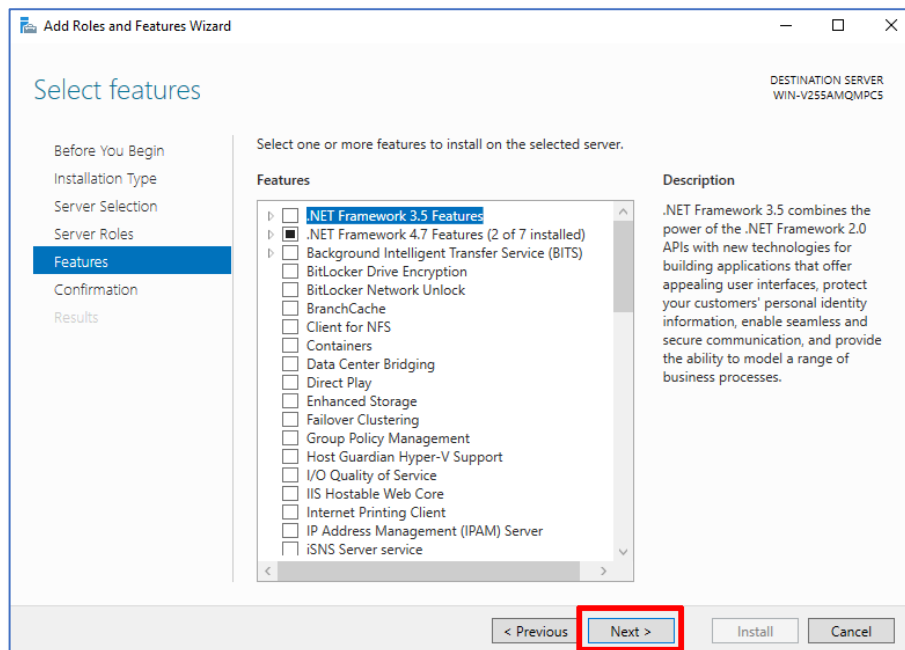 Add Roles and Features Wizard
Select features
DESTINATION SERVER
WIN-V255AMQMPC5
Before You Begin
Installation Type
Server Selection
Server Roles
Features
Confirmation
Results
Select one or more features to install on the selected server.
Features
.NET Framework 3.5 Features
.NET Framework 4.7 Features (2 of 7 installed)
Background Intelligent Transfer Service (BITS)
BitLocker Drive Encryption
BitLocker Network Unlock
BranchCache
Client for NFS
Containers
Data Center Bridging
Direct Play
Enhanced Storage
Failover Clustering
Group Policy Management
Host Guardian Hyper-V Support
I/O Quality of Service
IIS Hostable Web Core
Internet Printing Client
IP Address Management (IPAM) Server
iSNS Server service
Description
.NET Framework 3.5 combines the
power of the .NET Framework 2.0
APIs with new technologies for
building applications that offer
appealing user interfaces, protect
your customers' personal identity
information, enable seamless and
secure communication, and provide
the ability to model a range of
business processes.
< Previous
Next >
Install
Cancel